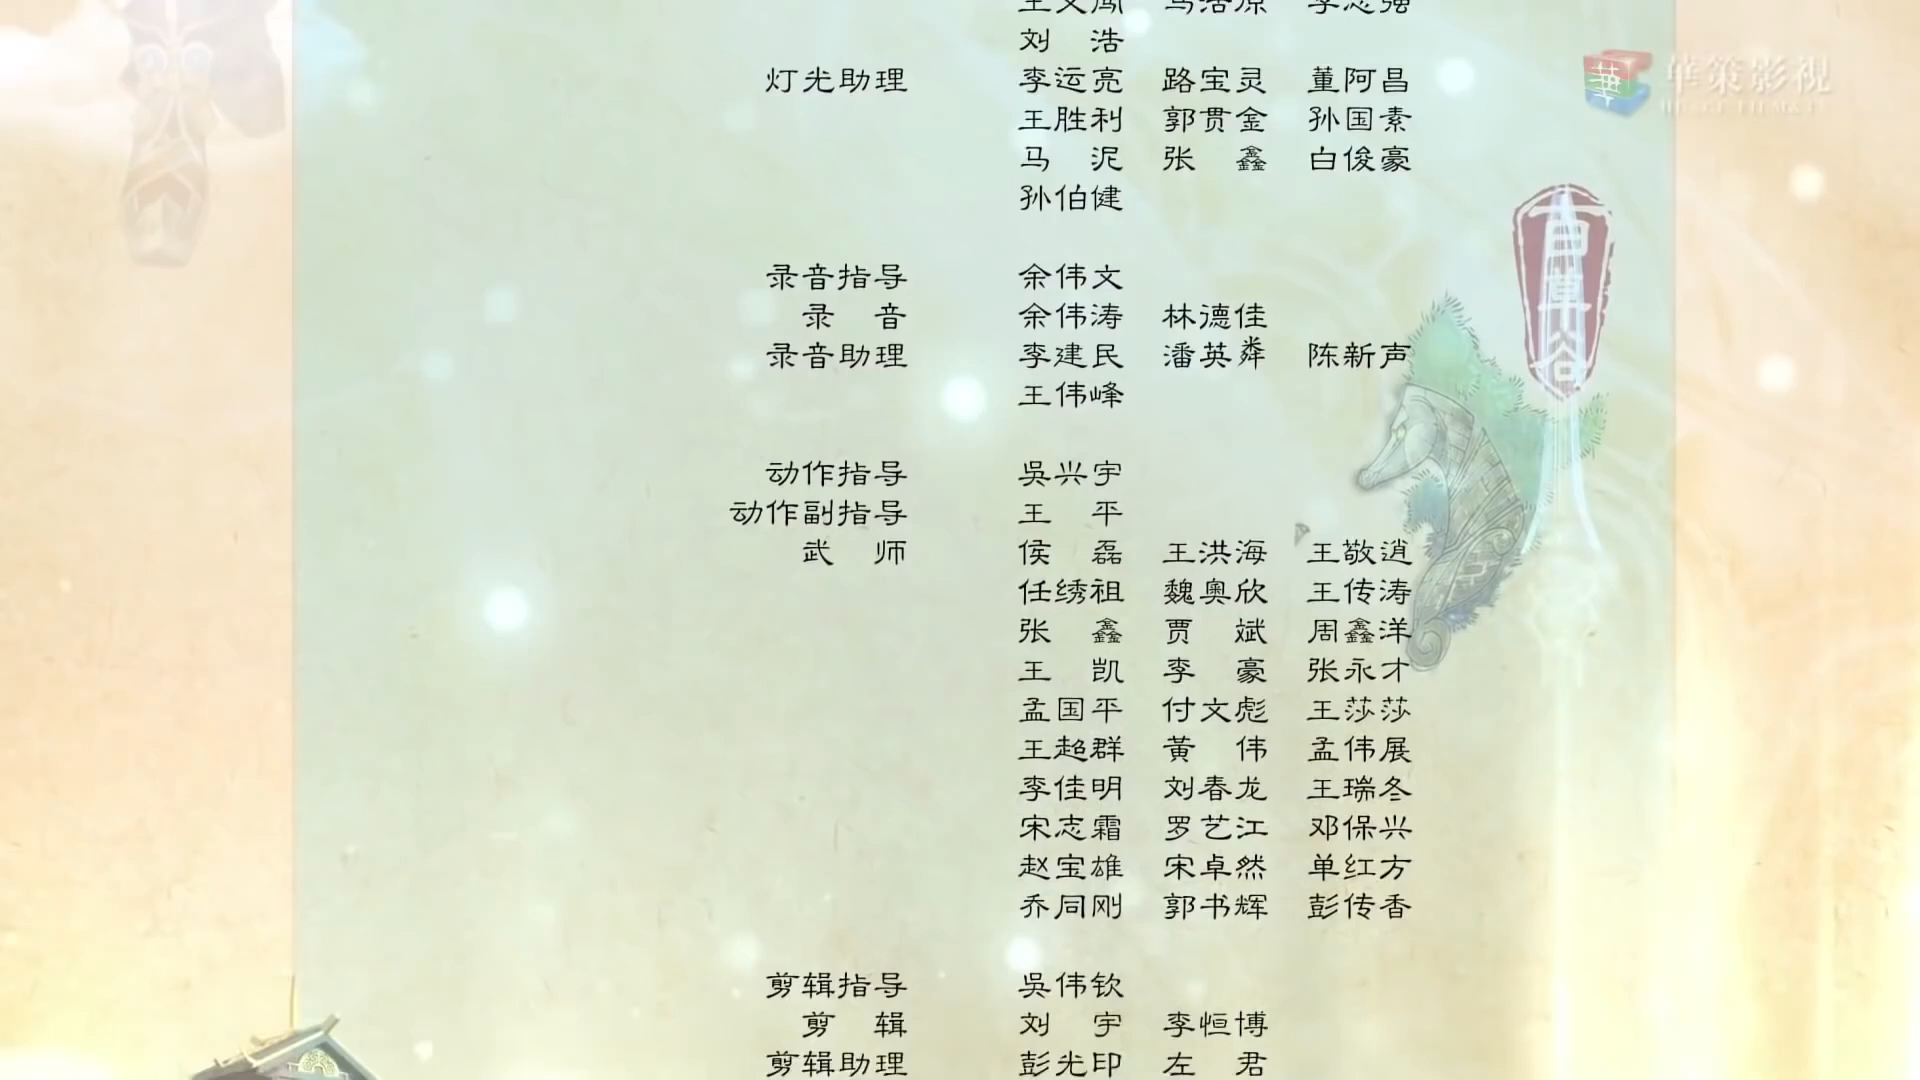 刘　浩
灯光助理　李运亮　路宝灵　董阿昌
王胜利　郭贯金　孙国素
马　泥　张　鑫　白俊豪
孙伯健
録音指导　余伟文
录　音　余伟涛　林德佳
录音助理　李建民　潘英粦　陈新声
王伟峰
动作指导　吳兴宇
动作副指导　王　平
武　师　侯　磊　王洪海　王敬逍
任绣祖　魏奥欣　王传涛
张　鑫　贾　斌　周鑫洋
王　凯　李　豪　张永才
孟国平　付文彪　王莎莎
王超群　黄　伟　孟伟展
李佳明　刘春龙　王瑞冬
宋志霜　罗艺江　邓保兴
赵宝雄　宋卓然　单红方
乔同刚　郭书辉　彭传香
剪辑指导　吳伟钦
剪　辑　刘　宇　李恒博
剪辑助理　彭光印　左　君
華策影視
百草谷